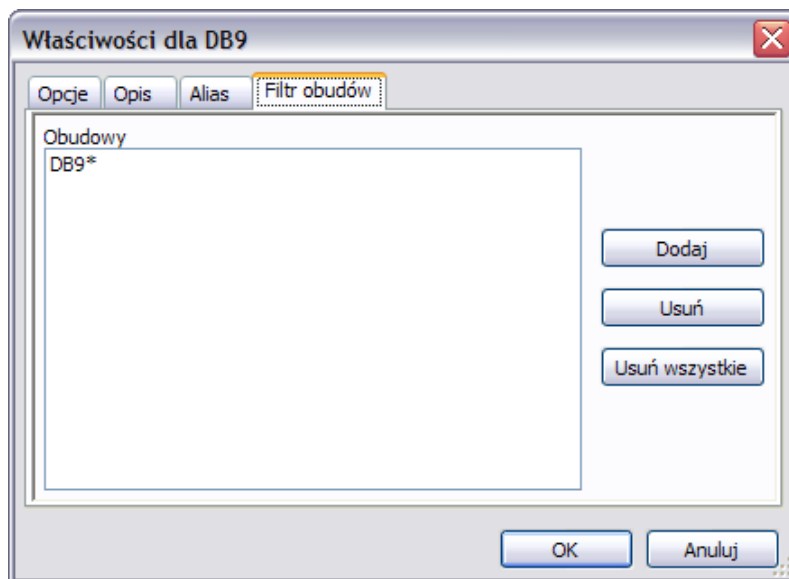 Właściwości dla DB9
Opcje Opis Alias Filtr obudów
Obudowy
DB9*
Dodaj
Usuń
Usuń wszystkie
OK Anuluj